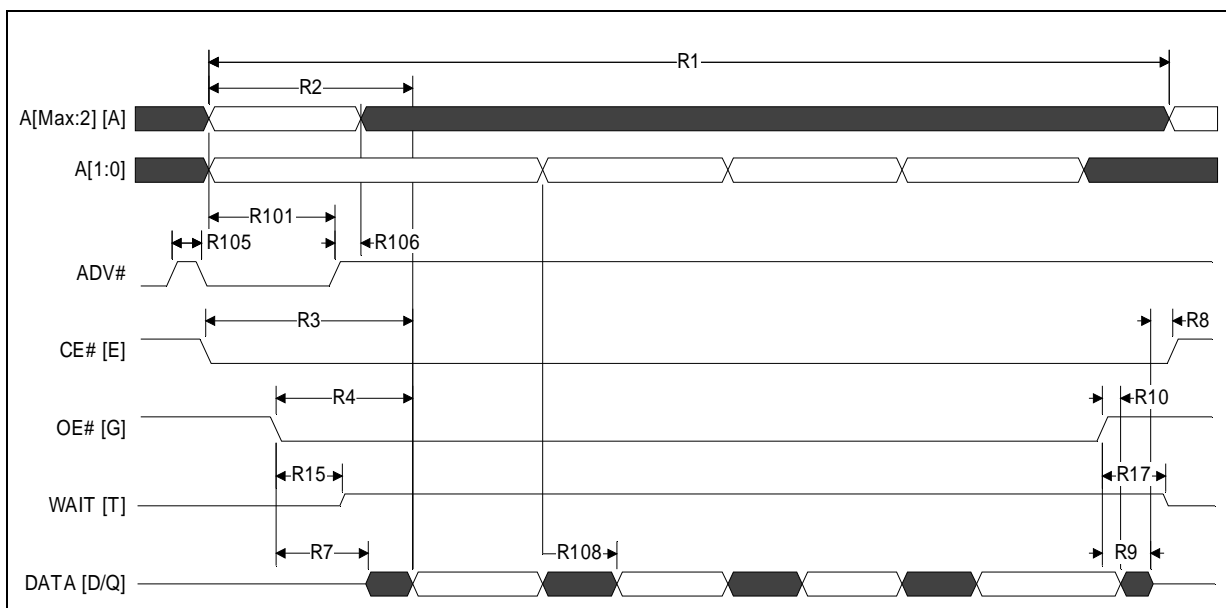 R1
R2
A[Max:2] [A]
A[1:0]
R101
R105
R106
ADV#
R3
R8
CE# [E]
R4
R10
OE# [G]
R15
R17
WAIT [T]
R7
R108
R9
DATA [D/Q]